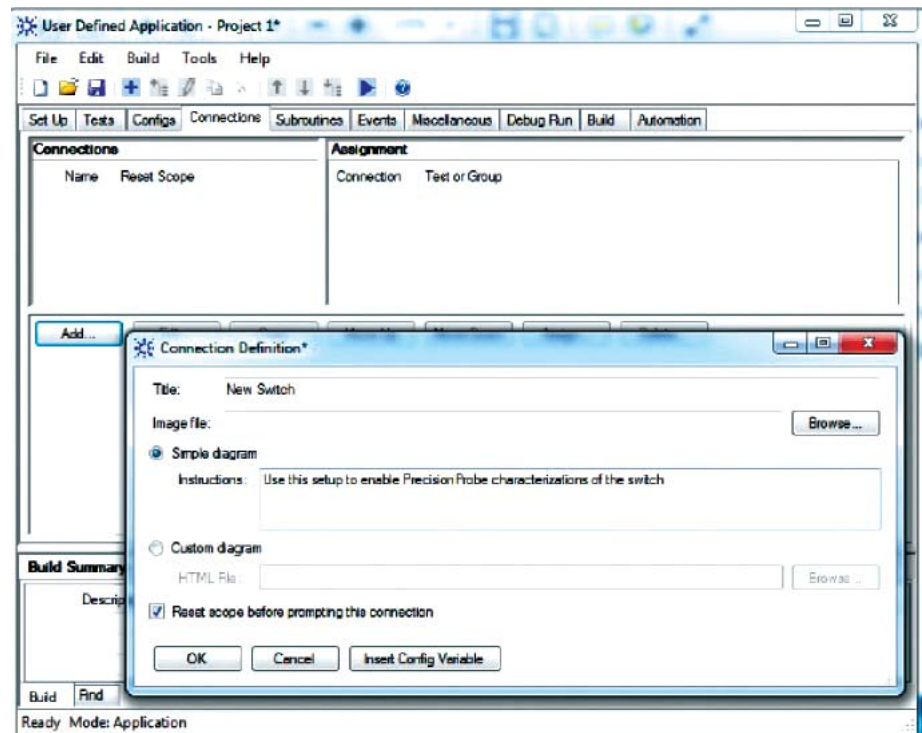 User Defined Application - Project 1*
File Edit Build Tools Help
Set Up Tests Configs Connections Subroutines Events Miscellaneous Debug Run Build Automation
Connections
Name Reset Scope
Assignment
Connection Test or Group
Add...
Connection Definition*
Title: New Switch
Image file: Browse...
Simple diagram
Instructions: Use this setup to enable Precision Probe characterizations of the switch
Custom diagram
HTML File: Browse...
Reset scope before prompting this connection
OK Cancel Insert Config Variable
Build Summary
Descrip
Build Find
Ready Mode: Application